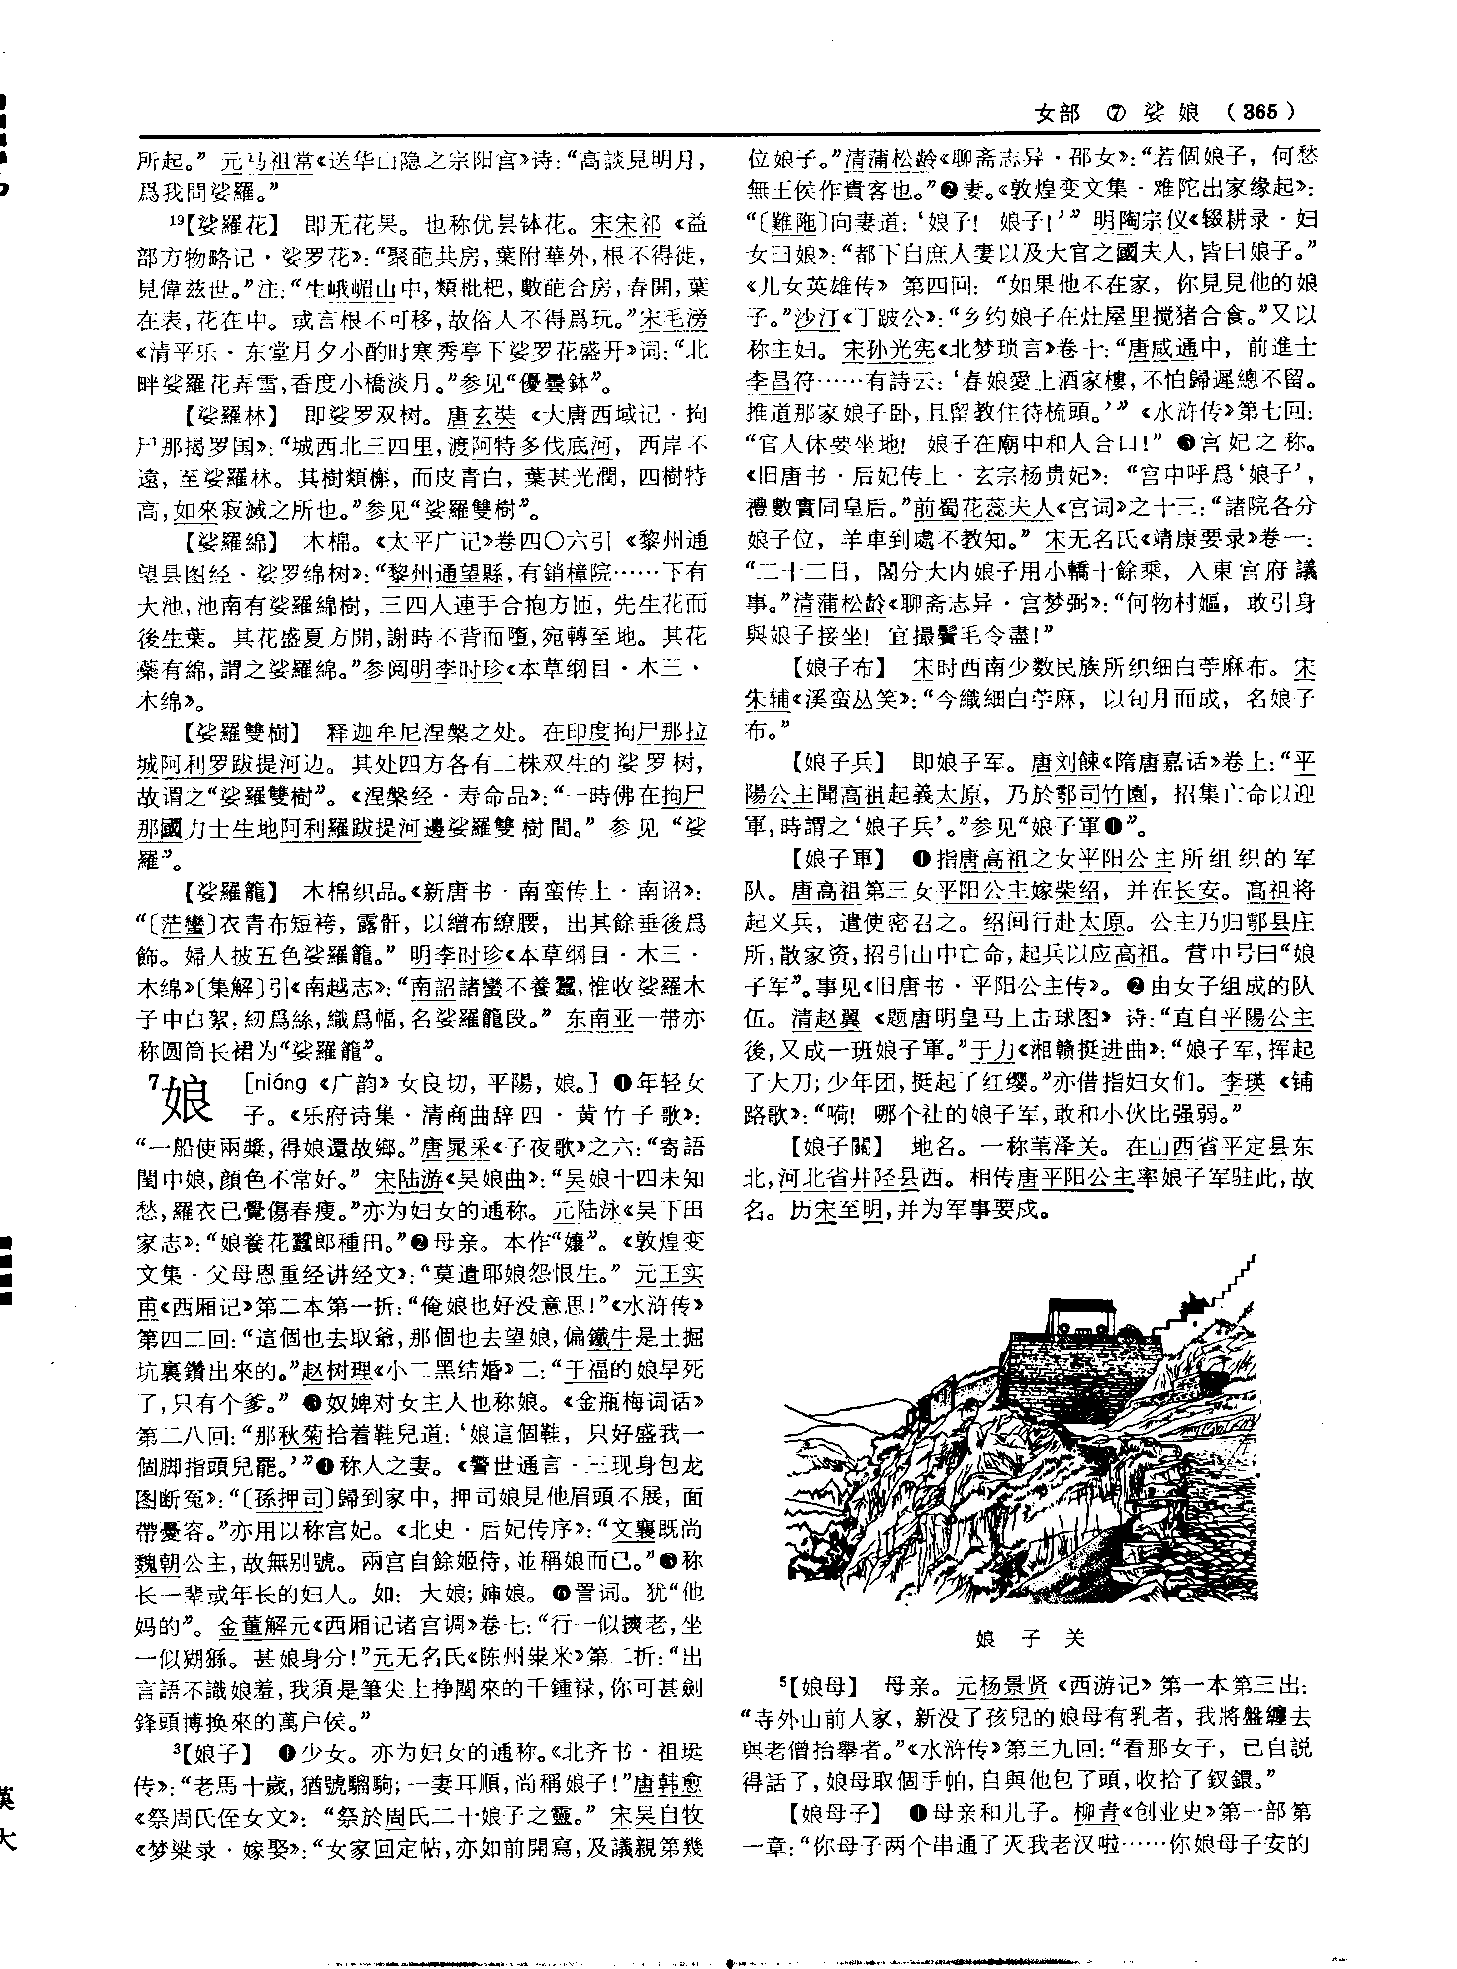 女部 ⑦ 娑 娘 （365）
所起。”元马祖常《送华山隐之宗阳宫》诗：“高談見明月，
爲我問娑羅。”
¹⁹【娑羅花】 即无花果。也称优昙钵花。宋宋祁《益
部方物略记·娑罗花》：“聚葩共房，葉附華外，根不得徙，
見偉茲世。”注：“生峨嵋山中，類枇杷，數葩合房，春開，葉
在表，花在中。或言根不可移，故俗人不得爲玩。”宋毛滂
《清平乐·东堂月夕小酌时寒秀亭下娑罗花盛开》词：“北
畔娑羅花弄雪，香度小橋淡月。”参见“優曇鉢”。
【娑羅林】 即娑罗双树。唐玄奘《大唐西域记·拘
尸那揭罗国》：“城西北三四里，渡阿特多伐底河，西岸不
遠，至娑羅林。其樹類槲，而皮青白，葉甚光潤，四樹特
高，如來寂滅之所也。”参见“娑羅雙樹”。
【娑羅綿】 木棉。《太平广记》卷四〇六引《黎州通
望县图经·娑罗绵树》：“黎州通望縣，有銷樟院……下有
大池，池南有娑羅綿樹，三四人連手合抱方匝，先生花而
後生葉。其花盛夏方開，謝時不背而墮，宛轉至地。其花
蘂有綿，謂之娑羅綿。”参阅明李时珍《本草纲目·木三·
木绵》。
【娑羅雙樹】 释迦牟尼涅槃之处。在印度拘尸那拉
城阿利罗跋提河边。其处四方各有二株双生的娑罗树，
故谓之“娑羅雙樹”。《涅槃经·寿命品》：“一時佛在拘尸
那國力士生地阿利羅跋提河邊娑羅雙樹間。”参见“娑
羅”。
【娑羅籠】 木棉织品。《新唐书·南蛮传上·南诏》：
“〔茫蠻〕衣青布短袴，露骭，以繒布繚腰，出其餘垂後爲
飾。婦人披五色娑羅籠。”明李时珍《本草纲目·木三·
木绵》〔集解〕引《南越志》：“南詔諸蠻不養蠶，惟收娑羅木
子中白絮，紉爲絲，織爲幅，名娑羅籠段。”东南亚一带亦
称圆筒长裙为“娑羅籠”。
⁷娘 [niáng《广韵》女良切，平陽，娘。] ❶年轻女
子。《乐府诗集·清商曲辞四·黄竹子歌》：
“一船使兩槳，得娘還故鄉。”唐晁采《子夜歌》之六：“寄語
閨中娘，顔色不常好。”宋陆游《吴娘曲》：“吴娘十四未知
愁，羅衣已覺傷春瘦。”亦为妇女的通称。元陆泳《吴下田
家志》：“娘養花蠶郎種田。”❷母亲。本作“孃”。《敦煌变
文集·父母恩重经讲经文》：“莫遣耶娘怨恨生。”元王实
甫《西厢记》第二本第一折：“俺娘也好没意思！”《水浒传》
第四二回：“這個也去取爺，那個也去望娘，偏鐵牛是土掘
坑裏鑽出來的。”赵树理《小二黑结婚》二：“于福的娘早死
了，只有个爹。”❸奴婢对女主人也称娘。《金瓶梅词话》
第二八回：“那秋菊拾着鞋兒道：‘娘這個鞋，只好盛我一
個脚指頭兒罷。’”❹称人之妻。《警世通言·三现身包龙
图断冤》：“〔孫押司〕歸到家中，押司娘見他眉頭不展，面
帶憂容。”亦用以称宫妃。《北史·后妃传序》：“文襄既尚
魏朝公主，故無别號。兩宫自餘姬侍，並稱娘而已。”❺称
长一辈或年长的妇人。如：大娘；婶娘。❻詈词。犹“他
妈的”。金董解元《西厢记诸宫调》卷七：“行一似𢷬老，坐
一似猢猻。甚娘身分！”元无名氏《陈州粜米》第二折：“出
言語不識娘羞，我須是筆尖上掙閣來的千鍾禄，你可甚劍
鋒頭博换來的萬户侯。”
³【娘子】 ❶少女。亦为妇女的通称。《北齐书·祖珽
传》：“老馬十歲，猶號騮駒；一妻耳順，尚稱娘子！”唐韩愈
《祭周氏侄女文》：“祭於周氏二十娘子之靈。”宋吴自牧
《梦粱录·嫁娶》：“女家回定帖，亦如前開寫，及議親第幾
位娘子。”清蒲松龄《聊斋志异·邵女》：“若個娘子，何愁
無王侯作貴客也。”❷妻。《敦煌变文集·难陀出家缘起》：
“〔難陁〕向妻道：‘娘子！娘子！’”明陶宗仪《辍耕录·妇
女曰娘》：“都下自庶人妻以及大官之國夫人，皆曰娘子。”
《儿女英雄传》第四回：“如果他不在家，你見見他的娘
子。”沙汀《丁跛公》：“乡约娘子在灶屋里搅猪合食。”又以
称主妇。宋孙光宪《北梦琐言》卷十：“唐咸通中，前進士
李昌符……有詩云：‘春娘愛上酒家樓，不怕歸遲總不留。
推道那家娘子卧，且留教住待梳頭。’”《水浒传》第七回：
“官人休要坐地！娘子在廟中和人合口！”❸宫妃之称。
《旧唐书·后妃传上·玄宗杨贵妃》：“宫中呼爲‘娘子’，
禮數實同皇后。”前蜀花蕊夫人《宫词》之十三：“諸院各分
娘子位，羊車到處不教知。”宋无名氏《靖康要录》卷一：
“二十二日，閤分大内娘子用小轎十餘乘，入東宫府議
事。”清蒲松龄《聊斋志异·宫梦弼》：“何物村嫗，敢引身
與娘子接坐！宜撮鬢毛令盡！”
【娘子布】 宋时西南少数民族所织细白苧麻布。宋
朱辅《溪蛮丛笑》：“今織細白苧麻，以旬月而成，名娘子
布。”
【娘子兵】 即娘子军。唐刘餗《隋唐嘉话》卷上：“平
陽公主聞高祖起義太原，乃於鄠司竹園，招集亡命以迎
軍，時謂之‘娘子兵’。”参见“娘子軍❶”。
【娘子軍】 ❶指唐高祖之女平阳公主所组织的军
队。唐高祖第三女平阳公主嫁柴绍，并在长安。高祖将
起义兵，遣使密召之。绍间行赴太原。公主乃归鄠县庄
所，散家资，招引山中亡命，起兵以应高祖。营中号曰“娘
子军”。事见《旧唐书·平阳公主传》。❷由女子组成的队
伍。清赵翼《题唐明皇马上击球图》诗：“直自平陽公主
後，又成一班娘子軍。”于力《湘赣挺进曲》：“娘子军，挥起
了大刀；少年团，挺起了红缨。”亦借指妇女们。李瑛《铺
路歌》：“嗬！哪个社的娘子军，敢和小伙比强弱。”
【娘子關】 地名。一称苇泽关。在山西省平定县东
北，河北省井陉县西。相传唐平阳公主率娘子军驻此，故
名。历宋至明，并为军事要戍。
娘 子 关
⁵【娘母】 母亲。元杨景贤《西游记》第一本第三出：
“寺外山前人家，新没了孩兒的娘母有乳者，我將盤纏去
與老僧抬舉者。”《水浒传》第三九回：“看那女子，已自説
得話了，娘母取個手帕，自與他包了頭，收拾了釵鐶。”
【娘母子】 ❶母亲和儿子。柳青《创业史》第一部第
一章：“你母子两个串通了灭我老汉啦……你娘母子安的
漢
大